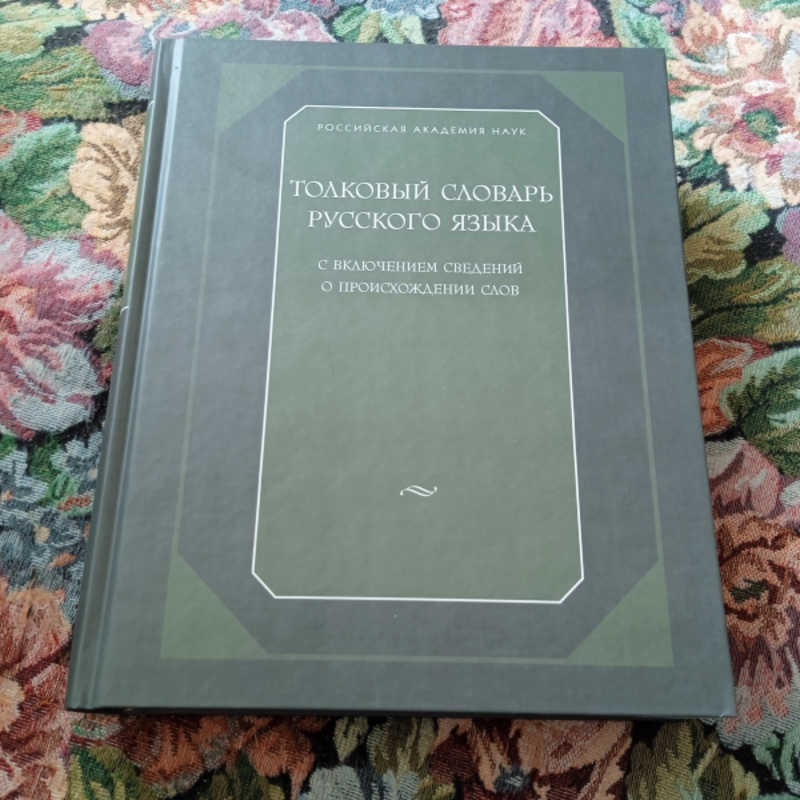 РОССИЙСКАЯ АКАДЕМИЯ НАУК
ТОЛКОВЫЙ СЛОВАРЬ
РУССКОГО ЯЗЫКА
С ВКЛЮЧЕНИЕМ СВЕДЕНИЙ
О ПРОИСХОЖДЕНИИ СЛОВ